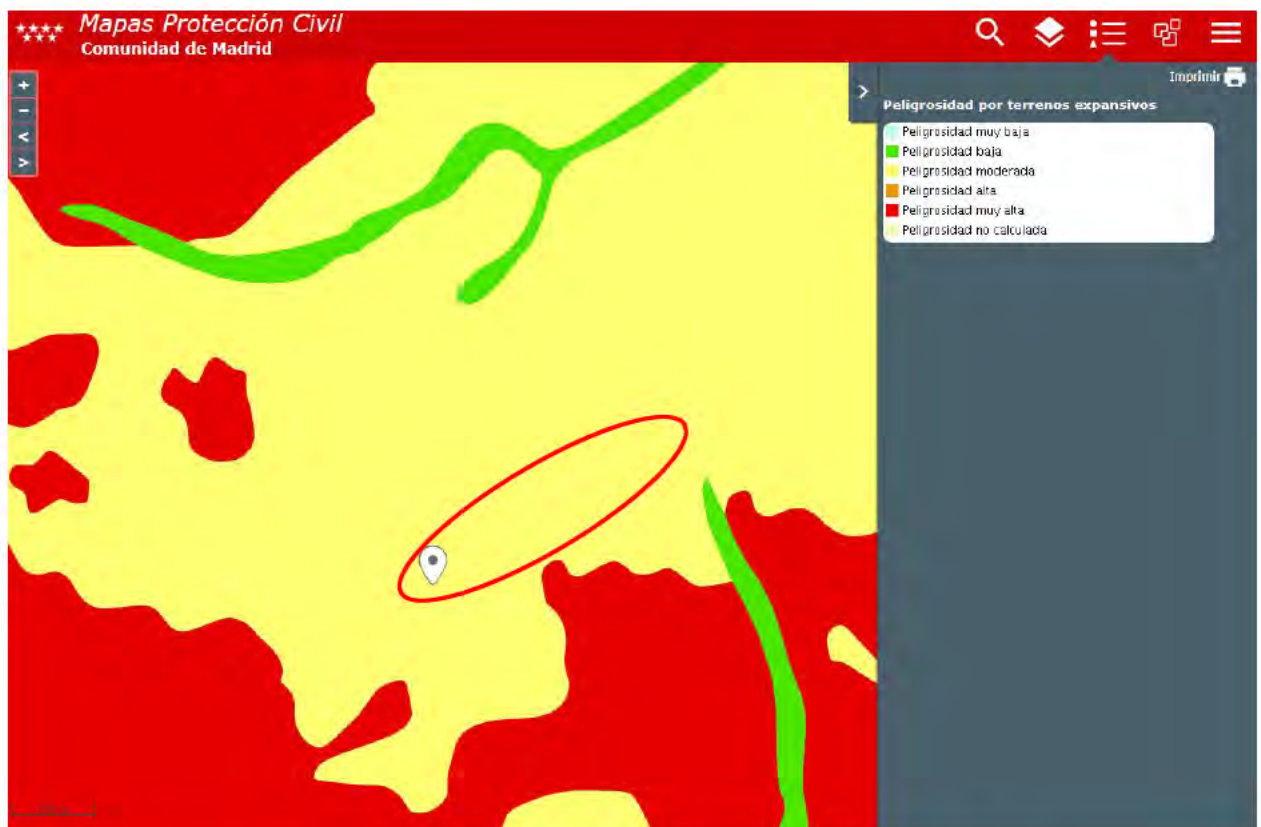 Mapas Protección Civil
Comunidad de Madrid
+
−
<
>
>
Imprimir
Peligrosidad por terrenos expansivos
Peligrosidad muy baja
Peligrosidad baja
Peligrosidad moderada
Peligrosidad alta
Peligrosidad muy alta
Peligrosidad no calculada